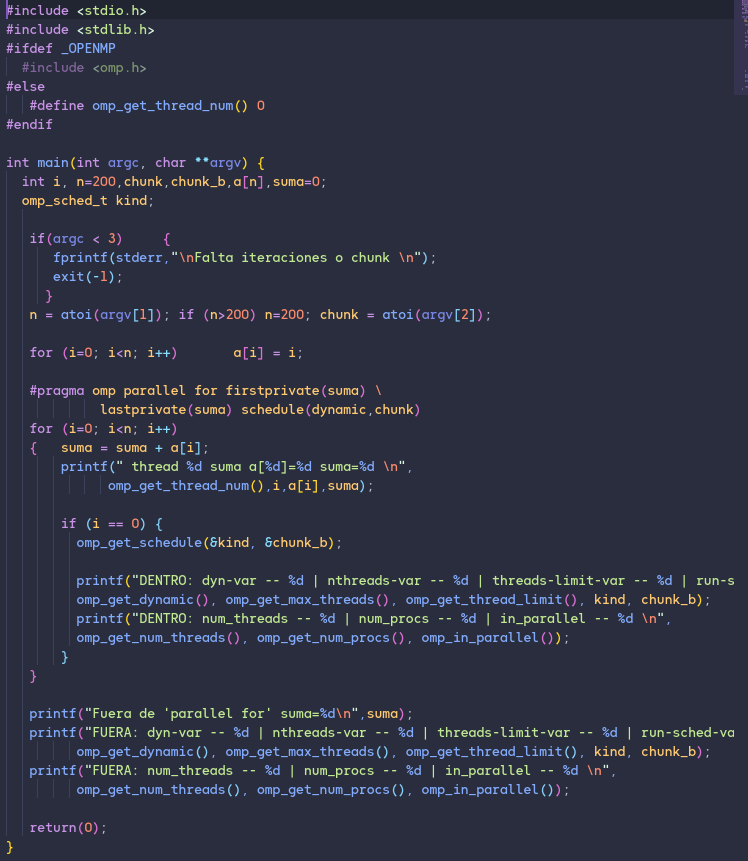 #include <stdio.h>
#include <stdlib.h>
#ifdef _OPENMP
  #include <omp.h>
#else
   #define omp_get_thread_num() 0
#endif

int main(int argc, char **argv) {
  int i, n=200,chunk,chunk_b,a[n],suma=0;
  omp_sched_t kind;

   if(argc < 3)     {
      fprintf(stderr,"\nFalta iteraciones o chunk \n");
      exit(-1);
     }
   n = atoi(argv[1]); if (n>200) n=200; chunk = atoi(argv[2]);

   for (i=0; i<n; i++)       a[i] = i;

   #pragma omp parallel for firstprivate(suma) \
            lastprivate(suma) schedule(dynamic,chunk)
   for (i=0; i<n; i++)
   {   suma = suma + a[i];
       printf(" thread %d suma a[%d]=%d suma=%d \n",
             omp_get_thread_num(),i,a[i],suma);

       if (i == 0) {
         omp_get_schedule(&kind, &chunk_b);

         printf("DENTRO: dyn-var -- %d | nthreads-var -- %d | threads-limit-var -- %d | run-s
         omp_get_dynamic(), omp_get_max_threads(), omp_get_thread_limit(), kind, chunk_b);
         printf("DENTRO: num_threads -- %d | num_procs -- %d | in_parallel -- %d \n",
         omp_get_num_threads(), omp_get_num_procs(), omp_in_parallel());
       }
   }

   printf("Fuera de 'parallel for' suma=%d\n",suma);
   printf("FUERA: dyn-var -- %d | nthreads-var -- %d | threads-limit-var -- %d | run-sched-va
         omp_get_dynamic(), omp_get_max_threads(), omp_get_thread_limit(), kind, chunk_b);
   printf("FUERA: num_threads -- %d | num_procs -- %d | in_parallel -- %d \n",
         omp_get_num_threads(), omp_get_num_procs(), omp_in_parallel());

   return(0);
}